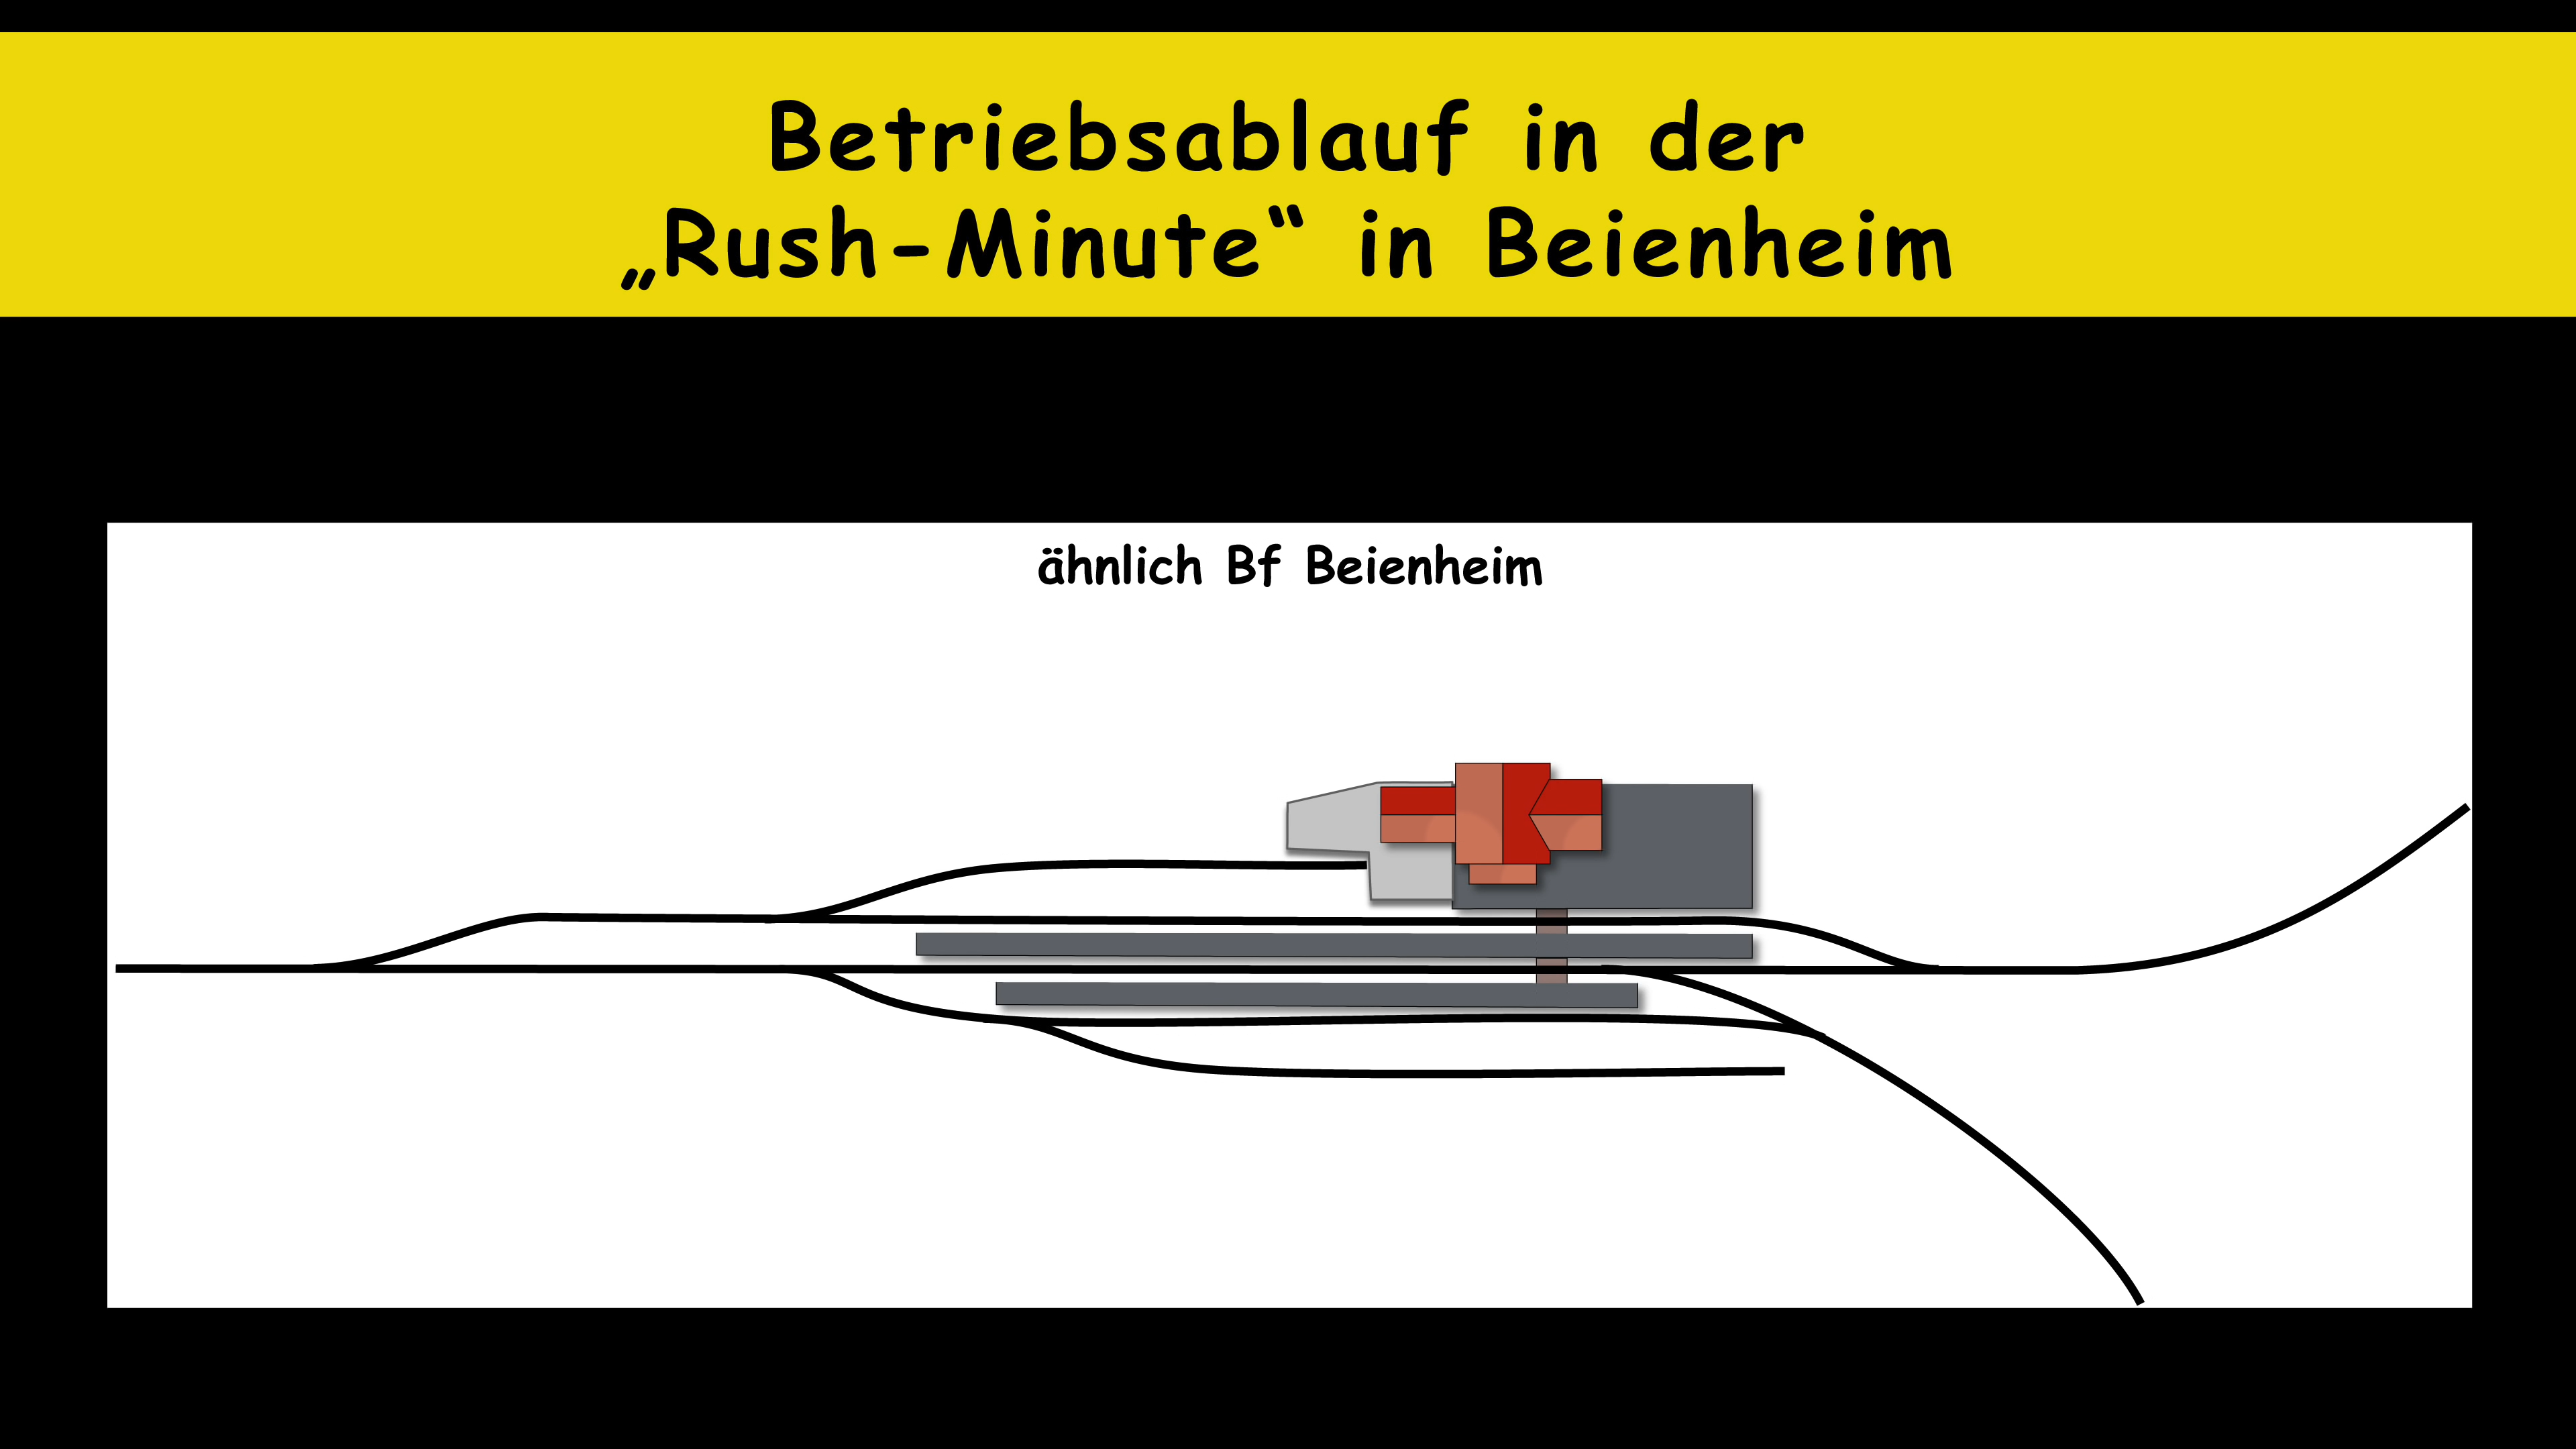 Betriebsablauf in der
„Rush-Minute“ in Beienheim
ähnlich Bf Beienheim